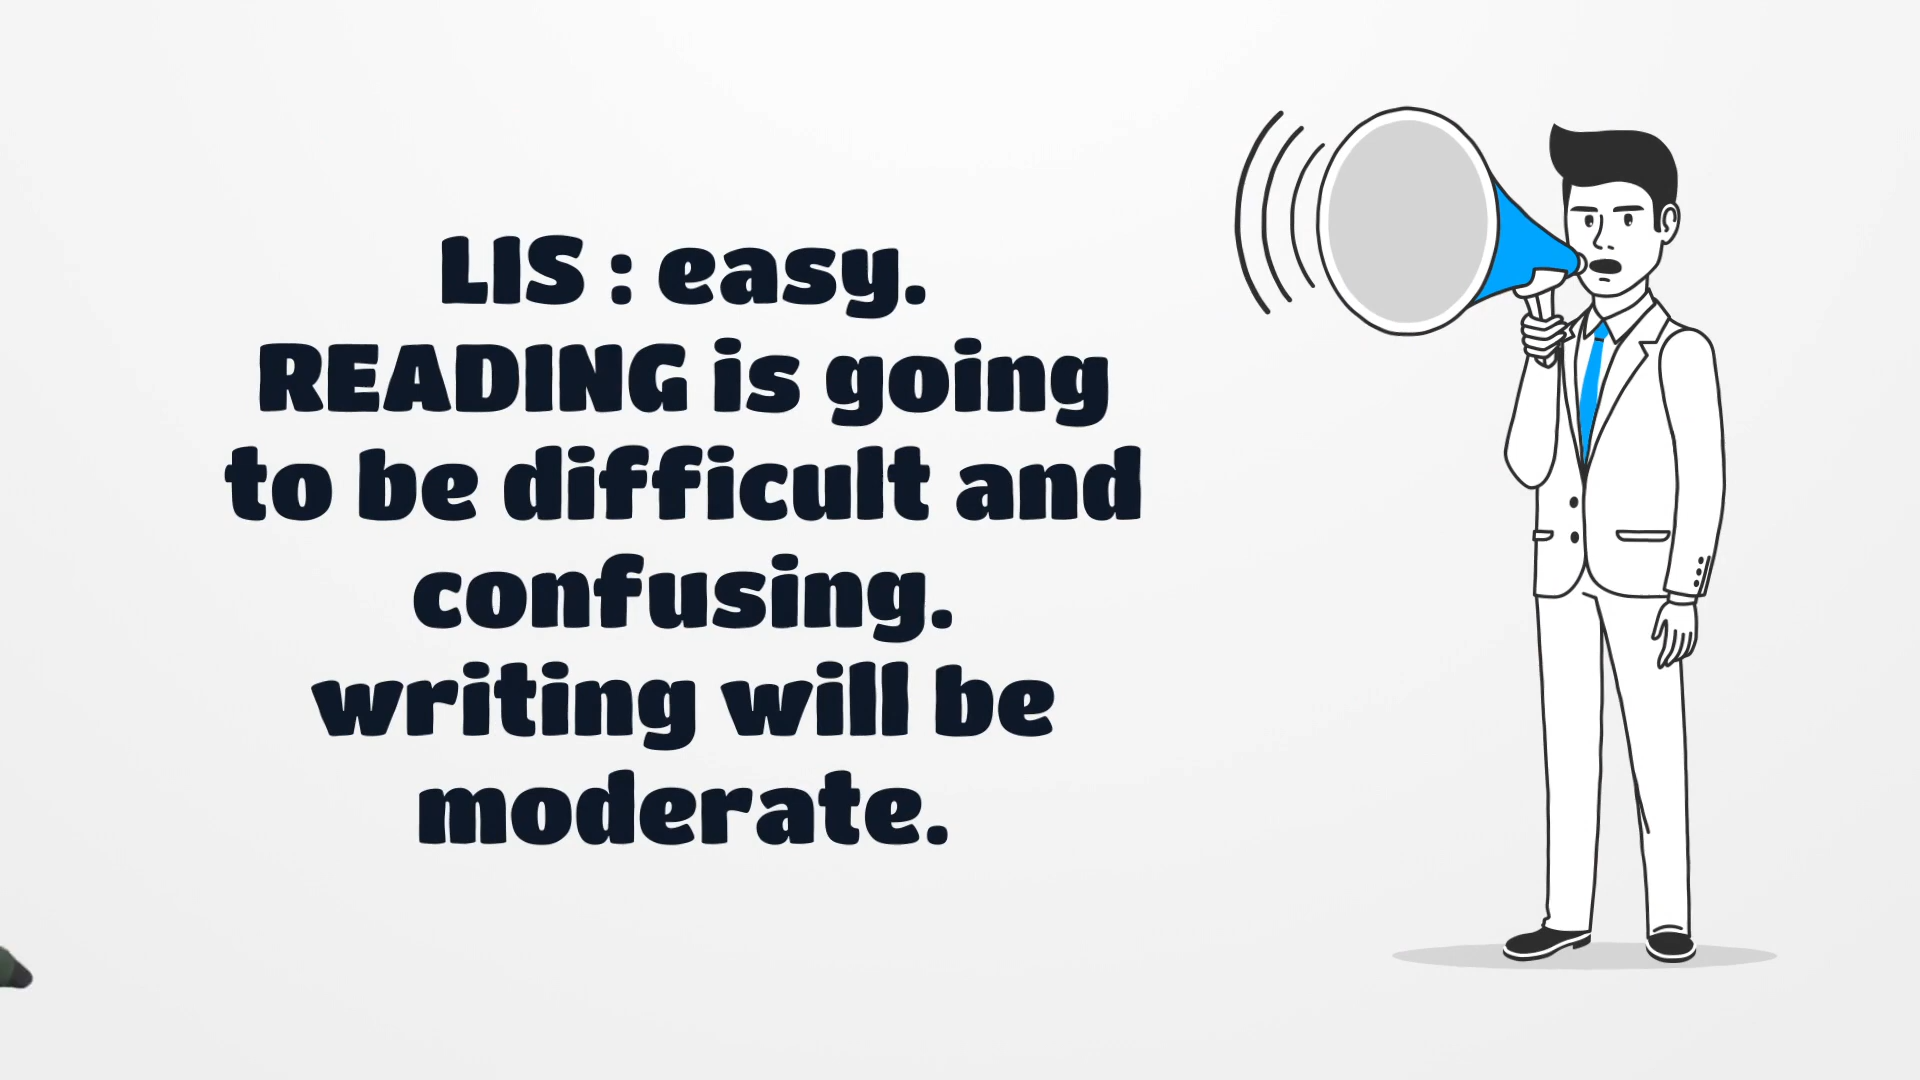 LIS : easy.
READING is going
to be difficult and
confusing.
writing will be
moderate.